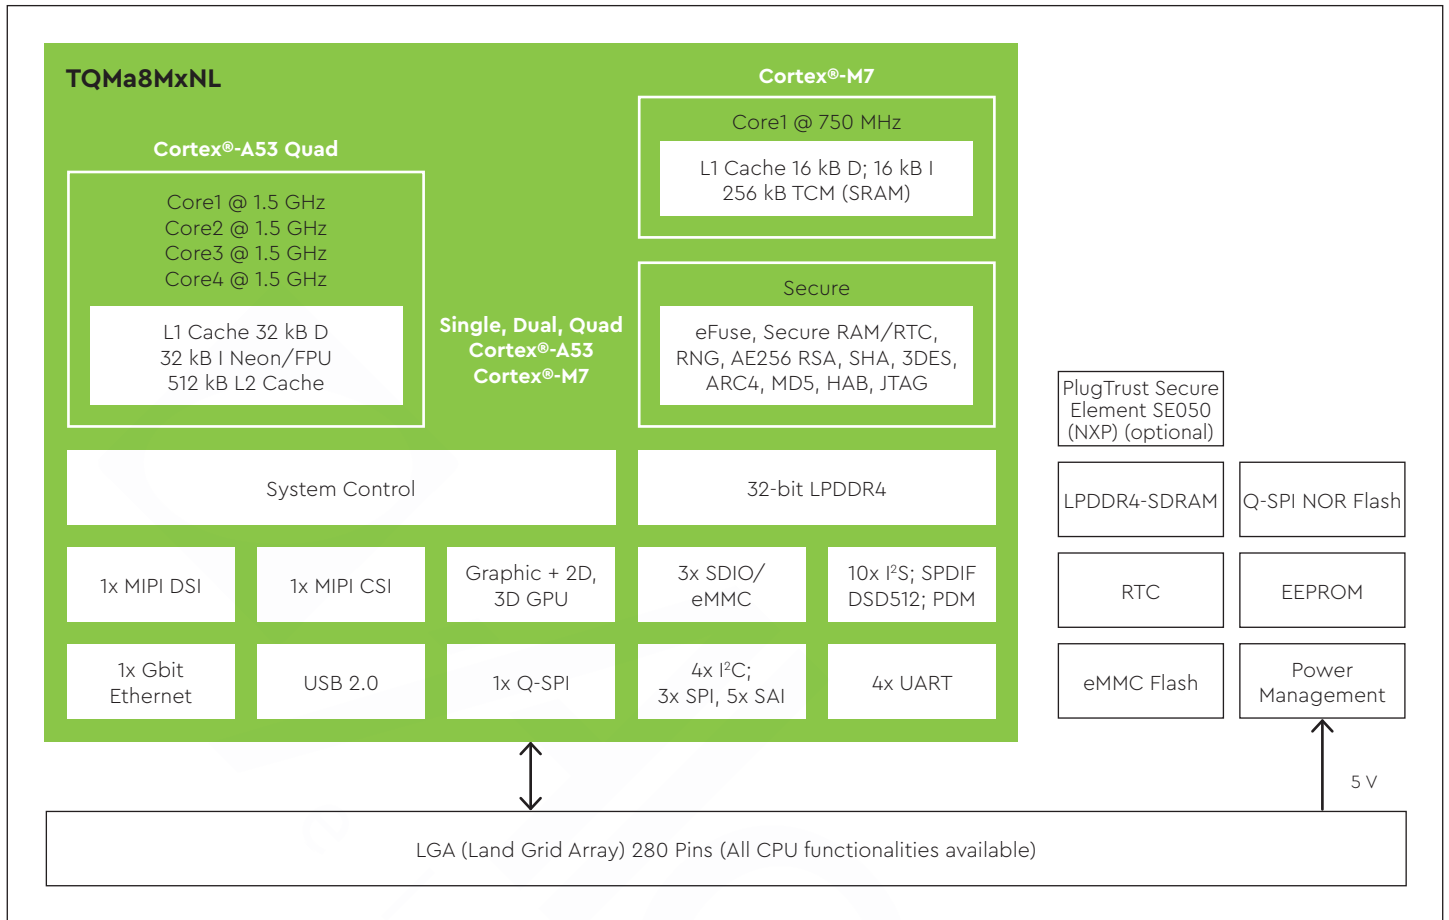 TQMa8MxNL
Cortex®-A53 Quad
Core1 @ 1.5 GHz
Core2 @ 1.5 GHz
Core3 @ 1.5 GHz
Core4 @ 1.5 GHz
L1 Cache 32 kB D
32 kB I Neon/FPU
512 kB L2 Cache
Single, Dual, Quad
Cortex®-A53
Cortex®-M7
Cortex®-M7
Core1 @ 750 MHz
L1 Cache 16 kB D; 16 kB I
256 kB TCM (SRAM)
Secure
eFuse, Secure RAM/RTC,
RNG, AE256 RSA, SHA, 3DES,
ARC4, MD5, HAB, JTAG
System Control
32-bit LPDDR4
1x MIPI DSI
1x MIPI CSI
Graphic + 2D,
3D GPU
3x SDIO/
eMMC
10x I²S; SPDIF
DSD512; PDM
1x Gbit
Ethernet
USB 2.0
1x Q-SPI
4x I²C;
3x SPI, 5x SAI
4x UART
PlugTrust Secure
Element SE050
(NXP) (optional)
LPDDR4-SDRAM
Q-SPI NOR Flash
RTC
EEPROM
eMMC Flash
Power
Management
5 V
LGA (Land Grid Array) 280 Pins (All CPU functionalities available)